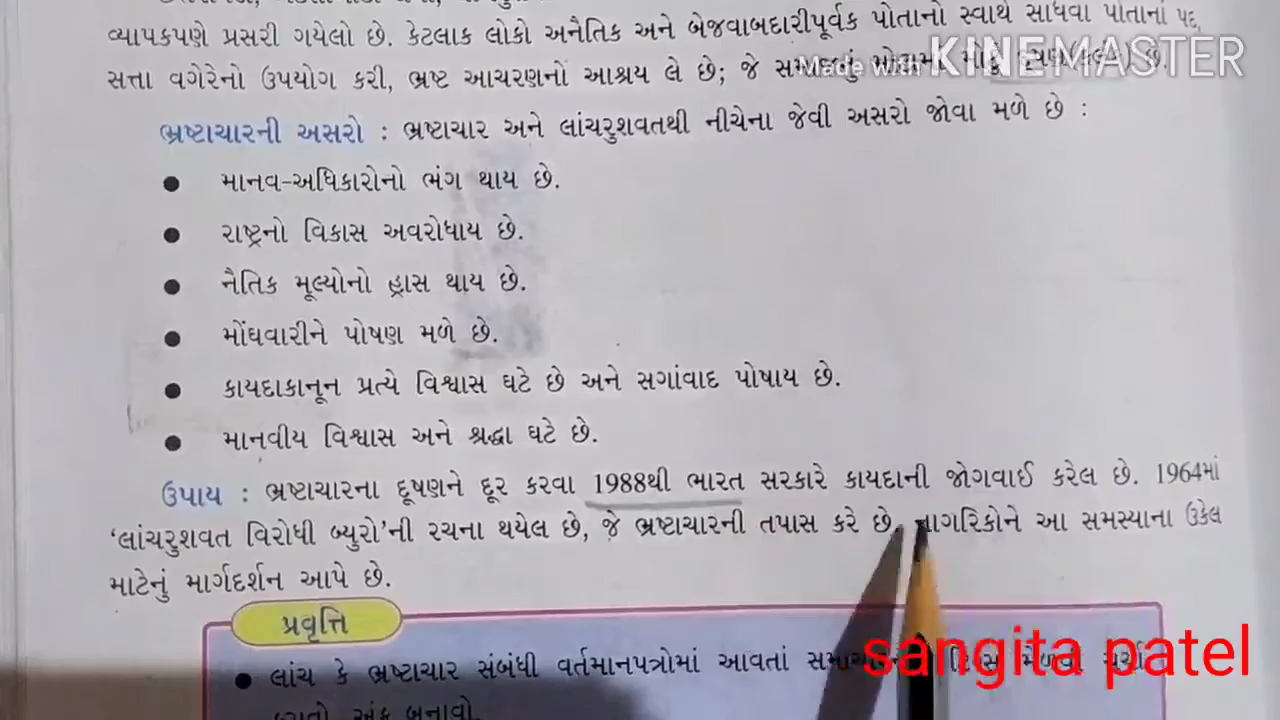 વ્યાપકપણે પ્રસરી ગયેલો છે. કેટલાક લોકો અનૈતિક અને બેજવાબદારીપૂર્વક પોતાનો સ્વાર્થ સાધવા પોતાનાં પદ,
સત્તા વગેરેનો ઉપયોગ કરી, ભ્રષ્ટ આચરણનો આશ્રય લે છે; જે
Made with KINEMASTER
ભ્રષ્ટાચારની અસરો : ભ્રષ્ટાચાર અને લાંચરુશવતથી નીચેના જેવી અસરો જોવા મળે છે :
● માનવ-અધિકારોનો ભંગ થાય છે.
● રાષ્ટ્રનો વિકાસ અવરોધાય છે.
● નૈતિક મૂલ્યોનો હ્રાસ થાય છે.
● મોંઘવારીને પોષણ મળે છે.
● કાયદાકાનૂન પ્રત્યે વિશ્વાસ ઘટે છે અને સગાંવાદ પોષાય છે.
● માનવીય વિશ્વાસ અને શ્રદ્ધા ઘટે છે.
ઉપાય : ભ્રષ્ટાચારના દૂષણને દૂર કરવા 1988થી ભારત સરકારે કાયદાની જોગવાઈ કરેલ છે. 1964માં
‘લાંચરુશવત વિરોધી બ્યુરો’ની રચના થયેલ છે, જે ભ્રષ્ટાચારની તપાસ કરે છે. નાગરિકોને આ સમસ્યાના ઉકેલ
માટેનું માર્ગદર્શન આપે છે.
પ્રવૃત્તિ
● લાંચ કે ભ્રષ્ટાચાર સંબંધી વર્તમાનપત્રોમાં આવતાં
sangita patel
અંક બનાવો.